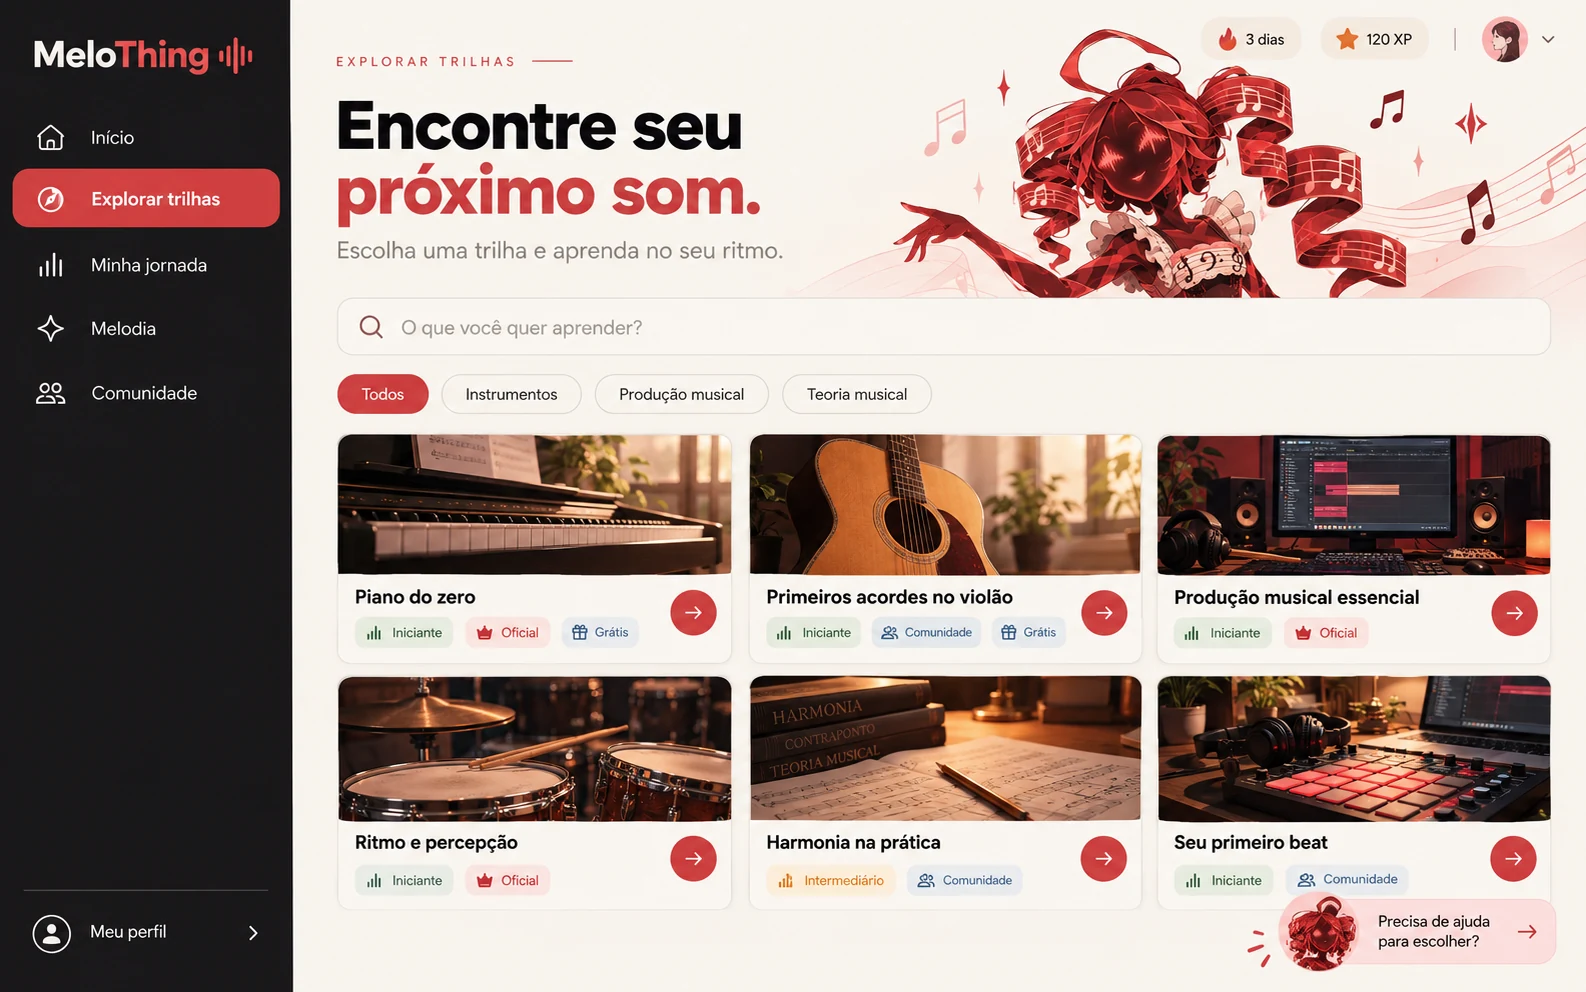 MeloThing
Início
Explorar trilhas
Minha jornada
Melodia
Comunidade
Meu perfil
3 dias
120 XP
EXPLORAR TRILHAS
Encontre seu
próximo som.
Escolha uma trilha e aprenda no seu ritmo.
O que você quer aprender?
Todos
Instrumentos
Produção musical
Teoria musical
Piano do zero
Iniciante
Oficial
Grátis
Primeiros acordes no violão
Iniciante
Comunidade
Grátis
Produção musical essencial
Iniciante
Oficial
Ritmo e percepção
Iniciante
Oficial
HARMONIA
CONTRAPONTO
TEORIA MUSICAL
Harmonia na prática
Intermediário
Comunidade
Seu primeiro beat
Iniciante
Comunidade
Precisa de ajuda
para escolher?